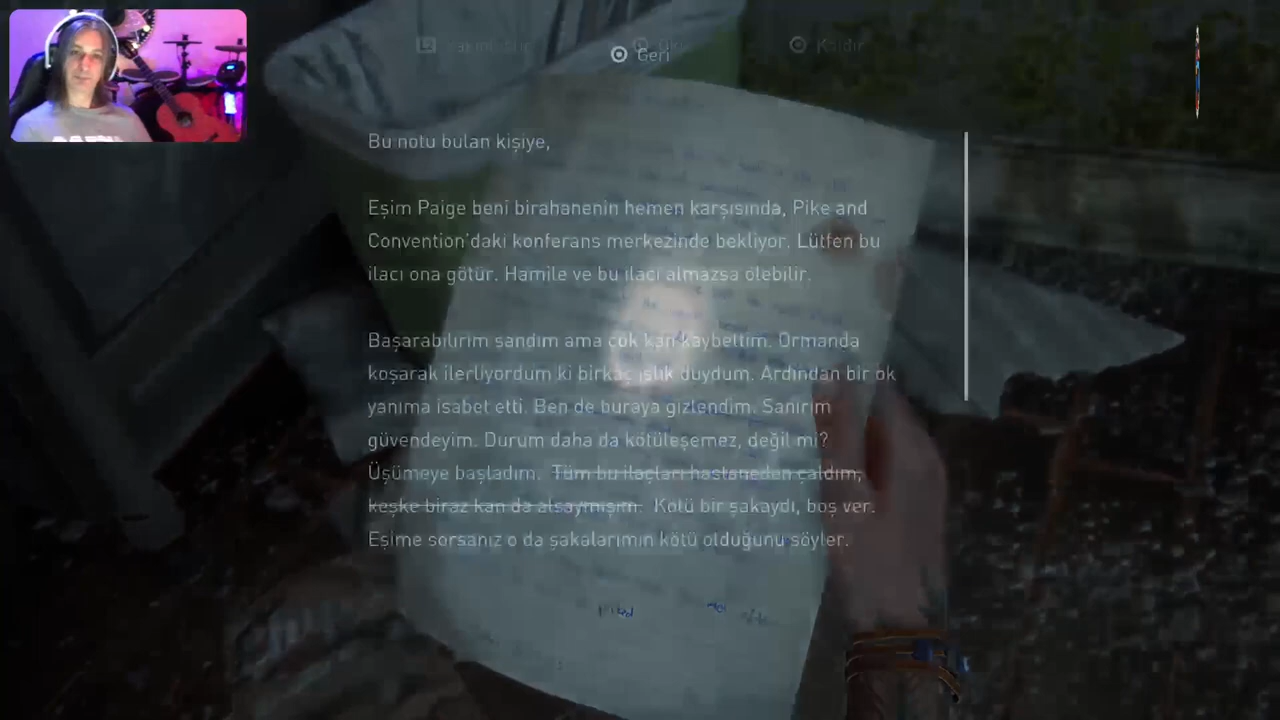 L2
Geri
Kaldır
Bu notu bulan kişiye,
Eşim Paige beni birahanenin hemen karşısında, Pike and
Convention'daki konferans merkezinde bekliyor. Lütfen bu
ilacı ona götür. Hamile ve bu ilacı almazsa ölebilir.
Başarabilirim sandım ama çok kan kaybettim. Ormanda
koşarak ilerliyordum ki birkaç ıslık duydum. Ardından bir ok
yanıma isabet etti. Ben de buraya gizlendim. Sanırım
güvendeyim. Durum daha da kötüleşemez, değil mi?
Üşümeye başladım. Tüm bu ilaçları hastaneden çaldım,
keşke biraz kan da alsaymışım. Kötü bir şakaydı, boş ver.
Eşime sorsanız o da şakalarımın kötü olduğunu söyler.